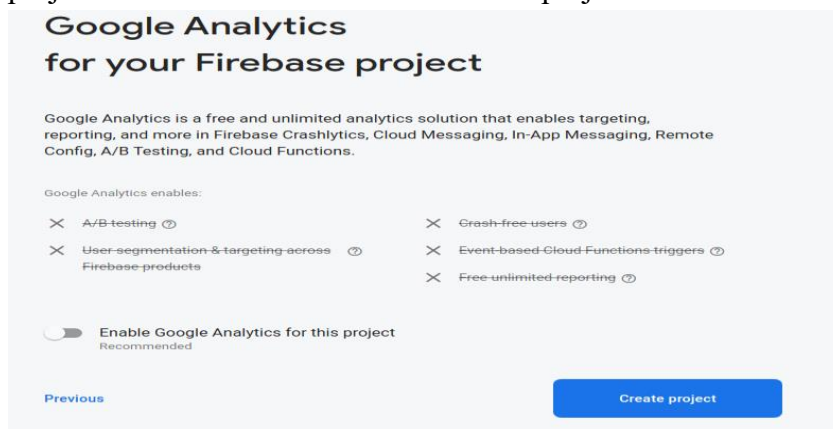 Google Analytics
for your Firebase project
Google Analytics is a free and unlimited analytics solution that enables targeting,
reporting, and more in Firebase Crashlytics, Cloud Messaging, In-App Messaging, Remote
Config, A/B Testing, and Cloud Functions.
Google Analytics enables:
A/B testing
User segmentation & targeting across
Firebase products
Crash-free users
Event-based Cloud Functions triggers
Free unlimited reporting
Enable Google Analytics for this project
Recommended
Previous
Create project